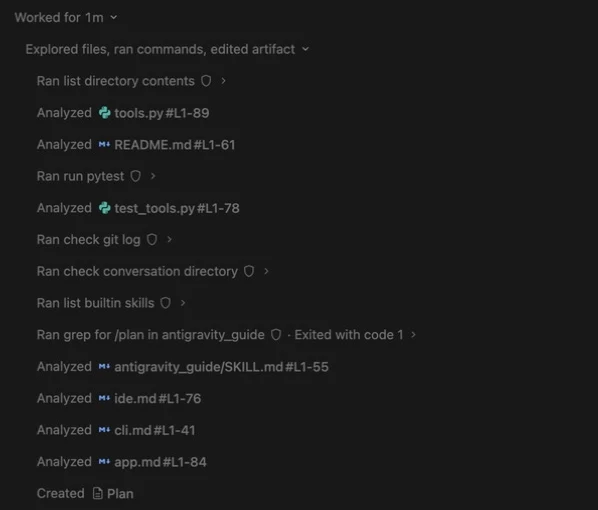 Worked for 1m
Explored files, ran commands, edited artifact
Ran list directory contents
Analyzed tools.py#L1-89
Analyzed README.md#L1-61
Ran run pytest
Analyzed test_tools.py#L1-78
Ran check git log
Ran check conversation directory
Ran list builtin skills
Ran grep for /plan in antigravity_guide · Exited with code 1
Analyzed antigravity_guide/SKILL.md#L1-55
Analyzed ide.md#L1-76
Analyzed cli.md#L1-41
Analyzed app.md#L1-84
Created Plan